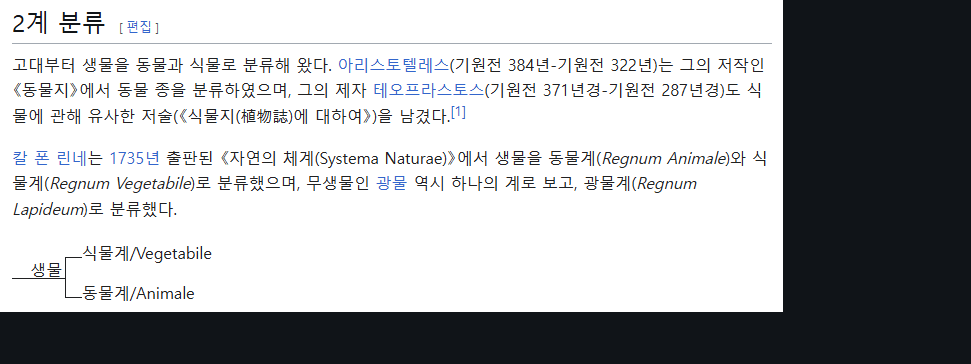 2계 분류 [ 편집 ]
고대부터 생물을 동물과 식물로 분류해 왔다. 아리스토텔레스(기원전 384년-기원전 322년)는 그의 저작인
《동물지》에서 동물 종을 분류하였으며, 그의 제자 테오프라스토스(기원전 371년경-기원전 287년경)도 식
물에 관해 유사한 저술(《식물지(植物誌)에 대하여》)을 남겼다.[1]
칼 폰 린네는 1735년 출판된 《자연의 체계(Systema Naturae)》에서 생물을 동물계(Regnum Animale)와 식
물계(Regnum Vegetabile)로 분류했으며, 무생물인 광물 역시 하나의 계로 보고, 광물계(Regnum
Lapideum)로 분류했다.
식물계/Vegetabile
생물
동물계/Animale